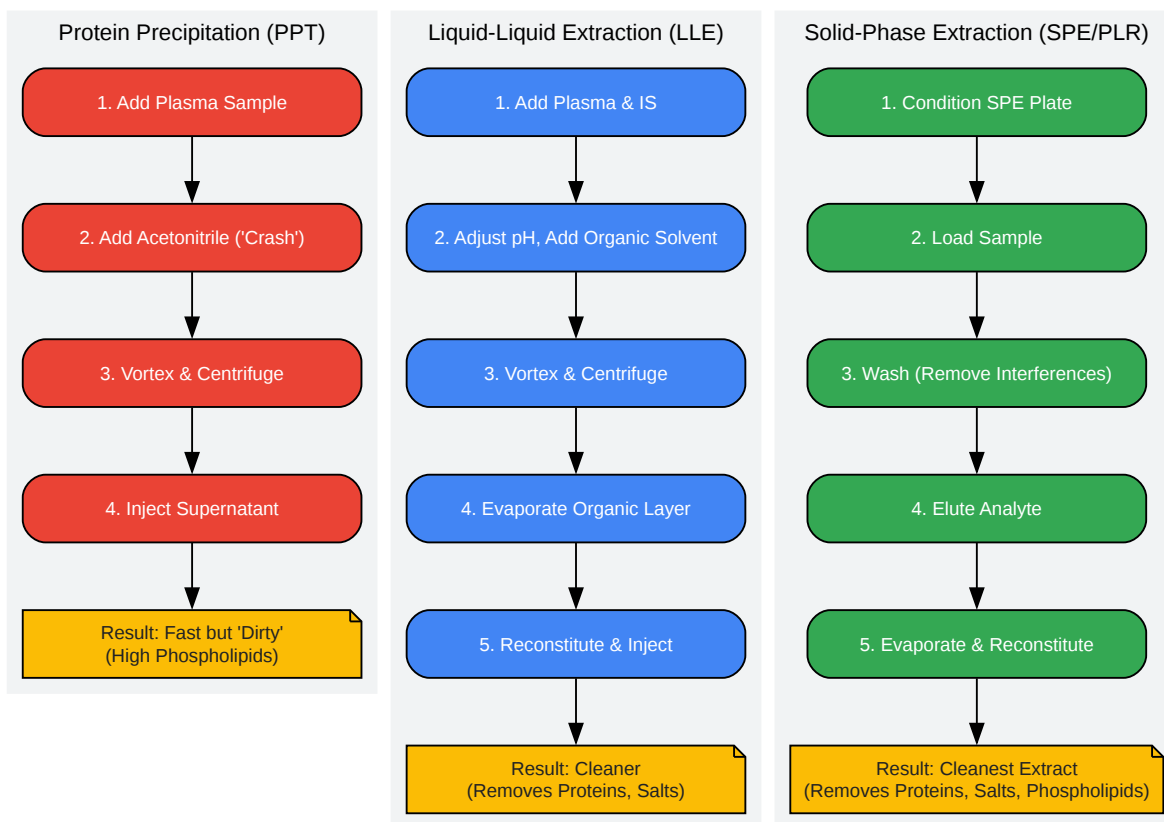 Protein Precipitation (PPT)
1. Add Plasma Sample
2. Add Acetonitrile ('Crash')
3. Vortex & Centrifuge
4. Inject Supernatant
Result: Fast but 'Dirty'
(High Phospholipids)
Liquid-Liquid Extraction (LLE)
1. Add Plasma & IS
2. Adjust pH, Add Organic Solvent
3. Vortex & Centrifuge
4. Evaporate Organic Layer
5. Reconstitute & Inject
Result: Cleaner
(Removes Proteins, Salts)
Solid-Phase Extraction (SPE/PLR)
1. Condition SPE Plate
2. Load Sample
3. Wash (Remove Interferences)
4. Elute Analyte
5. Evaporate & Reconstitute
Result: Cleanest Extract
(Removes Proteins, Salts, Phospholipids)